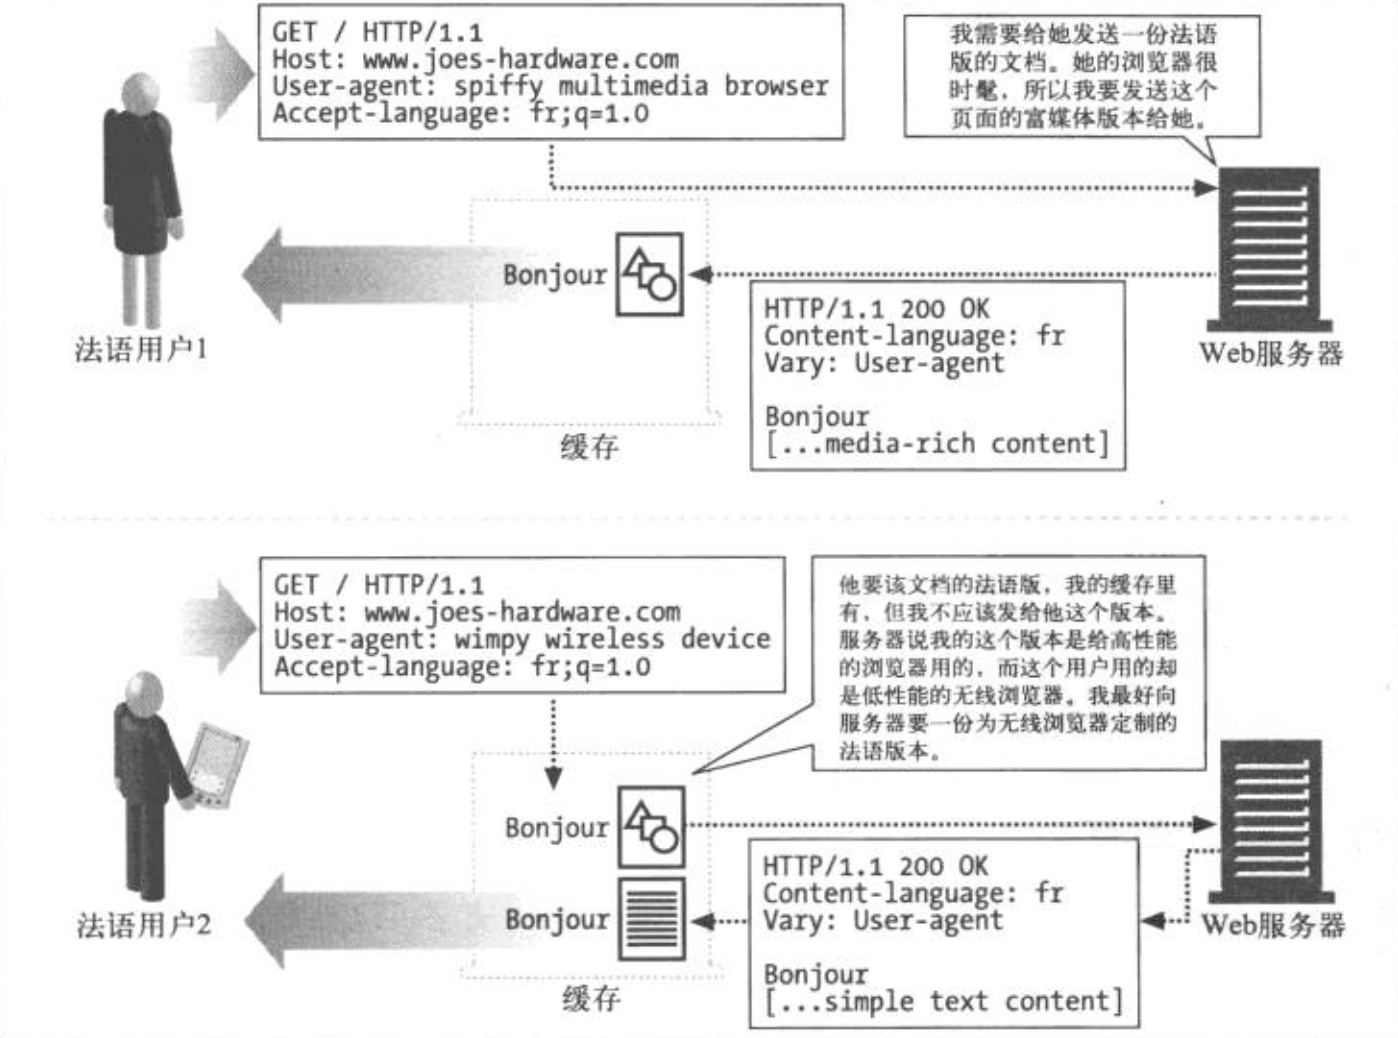 GET / HTTP/1.1
Host: www.joes-hardware.com
User-agent: spiffy multimedia browser
Accept-language: fr;q=1.0
我需要给她发送一份法语
版的文档。她的浏览器很
时髦，所以我要发送这个
页面的富媒体版本给她。
Bonjour
HTTP/1.1 200 OK
Content-language: fr
Vary: User-agent
Bonjour
[...media-rich content]
法语用户1
缓存
Web服务器
GET / HTTP/1.1
Host: www.joes-hardware.com
User-agent: wimpy wireless device
Accept-language: fr;q=1.0
他要该文档的法语版，我的缓存里
有，但我不应该发给他这个版本。
服务器说我的这个版本是给高性能
的浏览器用的，而这个用户用的却
是低性能的无线浏览器。我最好向
服务器要一份为无线浏览器定制的
法语版本。
Bonjour
Bonjour
HTTP/1.1 200 OK
Content-language: fr
Vary: User-agent
Bonjour
[...simple text content]
法语用户2
缓存
Web服务器